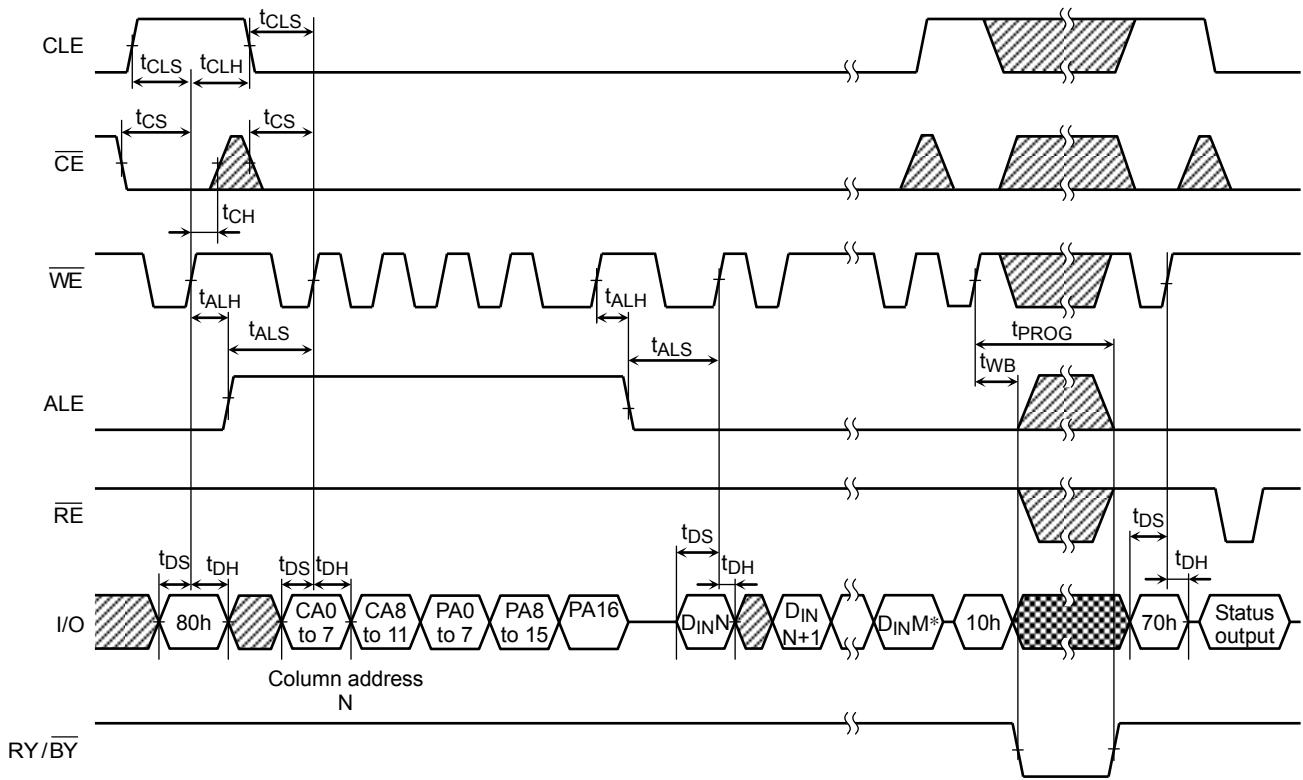 tCLS
CLE
tCLS tCLH
tCS tCS
CE
tCH
WE
tALH tALH
tALS tALS
tPROG
tWB
ALE
RE
tDS tDH tDS tDH tDS tDH tDS tDH
I/O
80h
CA0
to 7
CA8
to 11
PA0
to 7
PA8
to 15
PA16
DINN
DIN
N+1
DINM*
10h
70h
Status
output
Column address
N
RY/BY